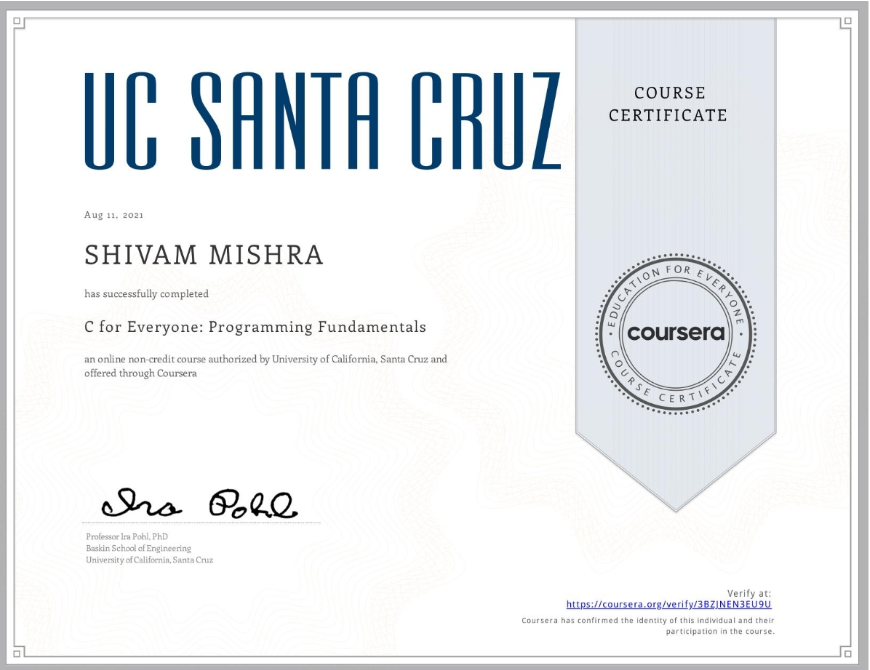 UC SANTA CRUZ
COURSE
CERTIFICATE
Aug 11, 2021
SHIVAM MISHRA
has successfully completed
C for Everyone: Programming Fundamentals
an online non-credit course authorized by University of California, Santa Cruz and
offered through Coursera
EDUCATION FOR EVERYONE
coursera
COURSE CERTIFICATE
Ira Pohl
Professor Ira Pohl, PhD
Baskin School of Engineering
University of California, Santa Cruz
Verify at:
https://coursera.org/verify/3BZJNEN3EU9U
Coursera has confirmed the identity of this individual and their
participation in the course.